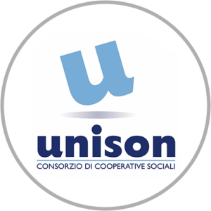 u
unison
CONSORZIO DI COOPERATIVE SOCIALI